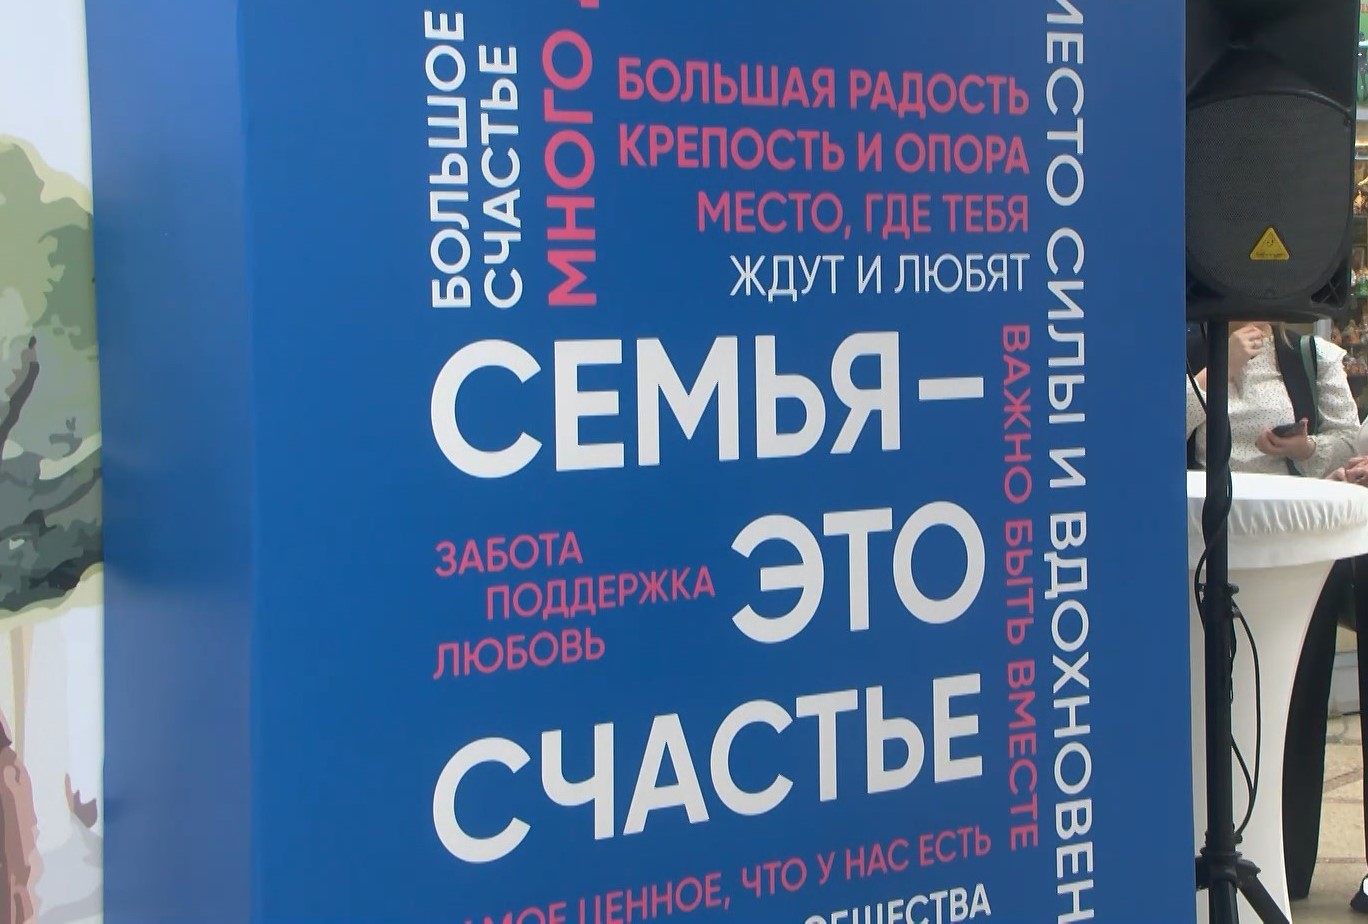 БОЛЬШОЕ
СЧАСТЬЕ
МНОГО
БОЛЬШАЯ РАДОСТЬ
КРЕПОСТЬ И ОПОРА
МЕСТО, ГДЕ ТЕБЯ
ЖДУТ И ЛЮБЯТ
СЕМЬЯ–
ЗАБОТА
ПОДДЕРЖКА
ЛЮБОВЬ
ЭТО
СЧАСТЬЕ
ВАЖНО БЫТЬ ВМЕСТЕ
МЕСТО СИЛЫ И ВДОХНОВЕН
ЦЕННОЕ, ЧТО У НАС ЕСТЬ
ОБЩЕСТВА